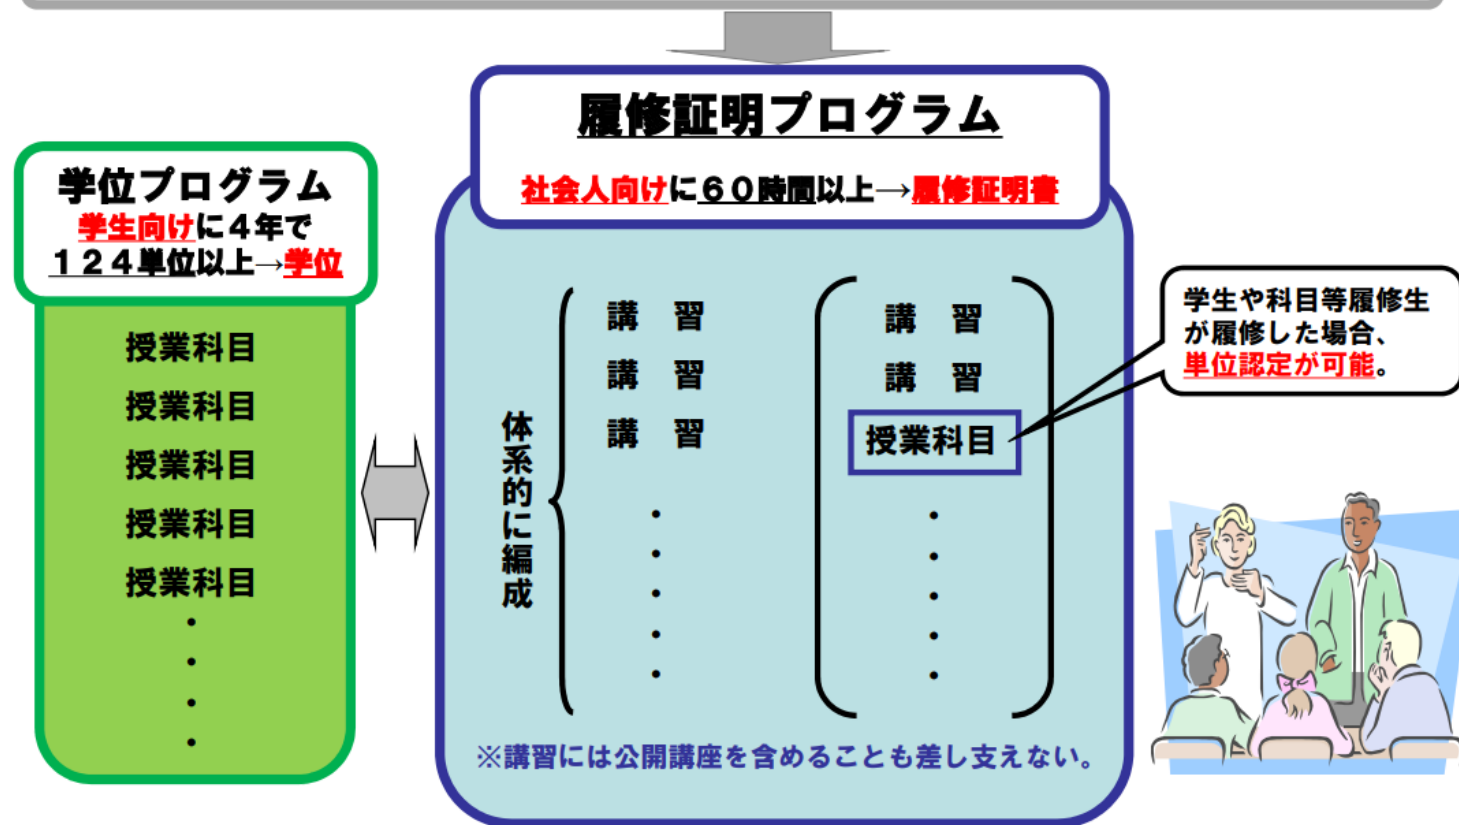 履修証明プログラム
社会人向けに６０時間以上→履修証明書
学位プログラム
学生向けに４年で
１２４単位以上→学位
授業科目
授業科目
授業科目
授業科目
授業科目
・
・
・
・
体系的に編成
講　習
講　習
講　習
・
・
・
・
・
講　習
講　習
授業科目
・
・
・
・
・
学生や科目等履修生
が履修した場合、
単位認定が可能。
※講習には公開講座を含めることも差し支えない。